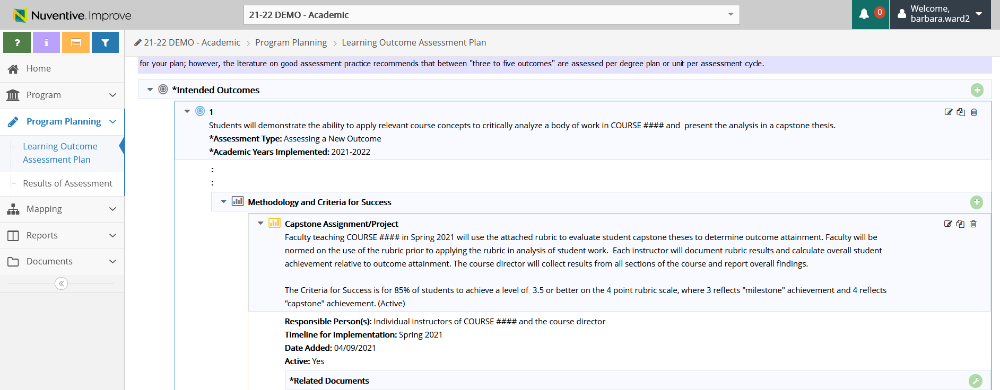 Nuventive Improve
21-22 DEMO - Academic
0
Welcome,
barbara.ward2
?
i
21-22 DEMO - Academic > Program Planning > Learning Outcome Assessment Plan
Home
Program
Program Planning
Learning Outcome
Assessment Plan
Results of Assessment
Mapping
Reports
Documents
for your plan; however, the literature on good assessment practice recommends that between "three to five outcomes" are assessed per degree plan or unit per assessment cycle.
*Intended Outcomes
1
Students will demonstrate the ability to apply relevant course concepts to critically analyze a body of work in COURSE #### and  present the analysis in a capstone thesis.
*Assessment Type: Assessing a New Outcome
*Academic Years Implemented: 2021-2022
:
:
Methodology and Criteria for Success
Capstone Assignment/Project
Faculty teaching COURSE #### in Spring 2021 will use the attached rubric to evaluate student capstone theses to determine outcome attainment. Faculty will be
normed on the use of the rubric prior to applying the rubric in analysis of student work.  Each instructor will document rubric results and calculate overall student
achievement relative to outcome attainment. The course director will collect results from all sections of the course and report overall findings.
The Criteria for Success is for 85% of students to achieve a level of  3.5 or better on the 4 point rubric scale, where 3 reflects "milestone" achievement and 4 reflects
"capstone" achievement. (Active)
Responsible Person(s): Individual instructors of COURSE #### and the course director
Timeline for Implementation: Spring 2021
Date Added: 04/09/2021
Active: Yes
*Related Documents